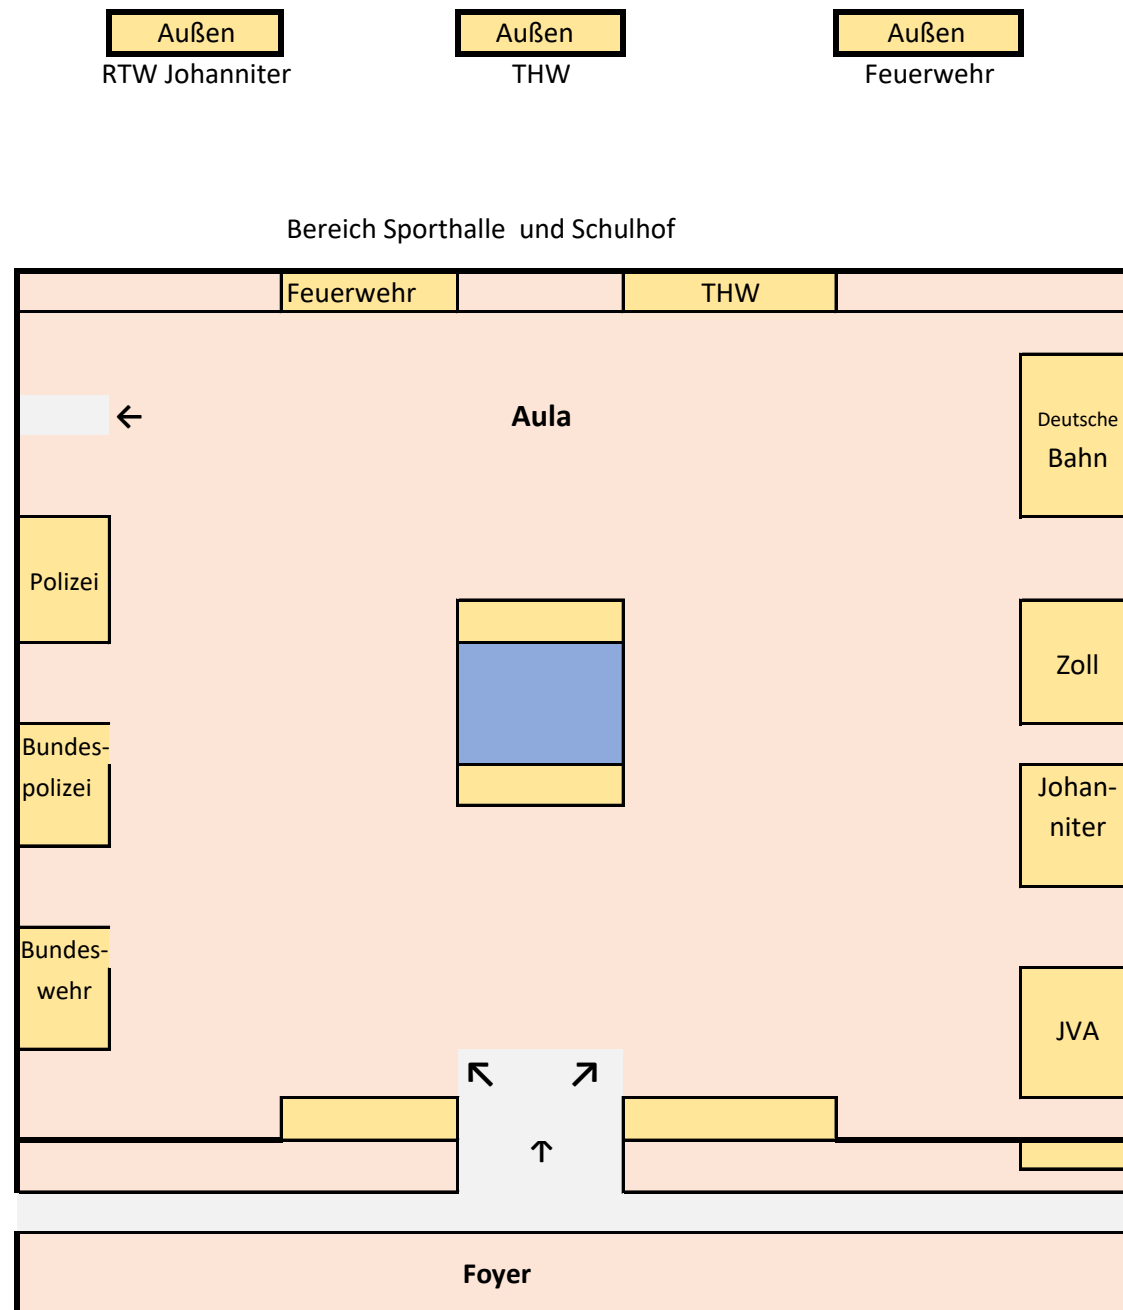 Außen Außen Außen
RTW Johanniter THW Feuerwehr
Bereich Sporthalle und Schulhof
Feuerwehr THW
← Aula
Deutsche
Bahn
Polizei
Zoll
Bundes-
polizei
Johan-
niter
Bundes-
wehr
JVA
↖ ↗
↑
Foyer